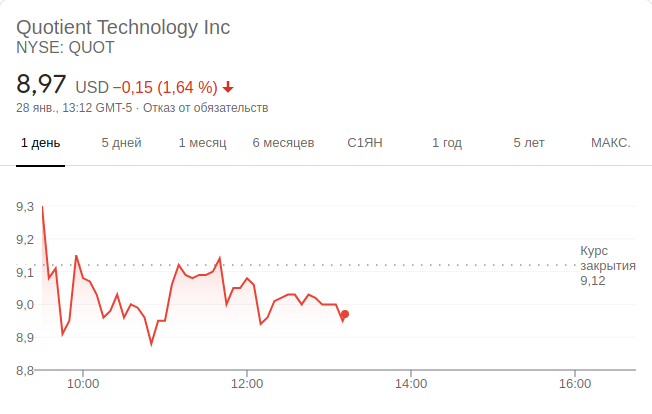 Quotient Technology Inc
NYSE: QUOT
8,97 USD −0,15 (1,64 %)
28 янв., 13:12 GMT-5 · Отказ от обязательств
1 день 5 дней 1 месяц 6 месяцев С1ЯН 1 год 5 лет МАКС.
9,3
9,2
9,1
9,0
8,9
8,8
Курс
закрытия
9,12
10:00 12:00 14:00 16:00